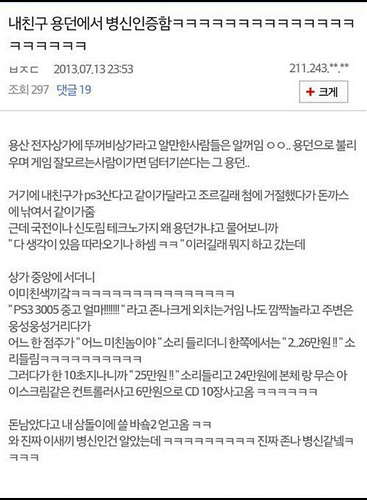 내친구 용던에서 병신인증함ㅋㅋㅋㅋㅋㅋㅋㅋㅋㅋㅋㅋㅋㅋ
ㅋㅋㅋㅋㅋㅋ
ㅂㅈㄷ 2013.07.13 23:53 211,243.**.**
조회 297 댓글 19 + 크게
용산 전자상가에 뚜꺼비상가라고 알만한사람들은 알꺼임 ㅇㅇ.. 용던으로 불리
우며 게임 잘모르는사람이가면 덤터기쓴다는 그 용던..
거기에 내친구가 ps3산다고 같이가달라고 조르길래 첨에 거절했다가 돈까스
에 낚여서 같이가줌
근데 국전이나 신도림 테크노가지 왜 용던가냐고 물어보니까
" 다 생각이 있음 따라오기나 하셈 ㅋㅋ " 이러길래 뭐지 하고 갔는데
상가 중앙에 서더니
이미친색끼갘ㅋㅋㅋㅋㅋㅋㅋㅋㅋㅋㅋㅋㅋㅋㅋㅋ
" PS3 3005 중고 얼마!!!!!!! " 라고 존나크게 외치는거임 나도 깜짝놀라고 주변은
웅성웅성거리다가
어느 한 점주가 " 어느 미친놈이야 " 소리 들리더니 한쪽에서는 " 2..26만원 !! " 소
리들림ㅋㅋㅋㅋㅋㅋㅋㅋㅋㅋ
그러다가 한 10초지나니까 " 25만원 !! " 소리들리고 24만원에 본체 랑 무슨 아
이스크림같은 컨트롤러사고 6만원으로 CD 10장사고옴 ㅋㅋㅋㅋㅋㅋ
돈남았다고 내 삼돌이에 쓸 바숔2 얻고옴 ㅋㅋ
와 진짜 이새끼 병신인건 알았는데 ㅋㅋㅋㅋㅋㅋㅋㅋㅋ 진짜 존나 병신같넼ㅋ
ㅋㅋㅋ